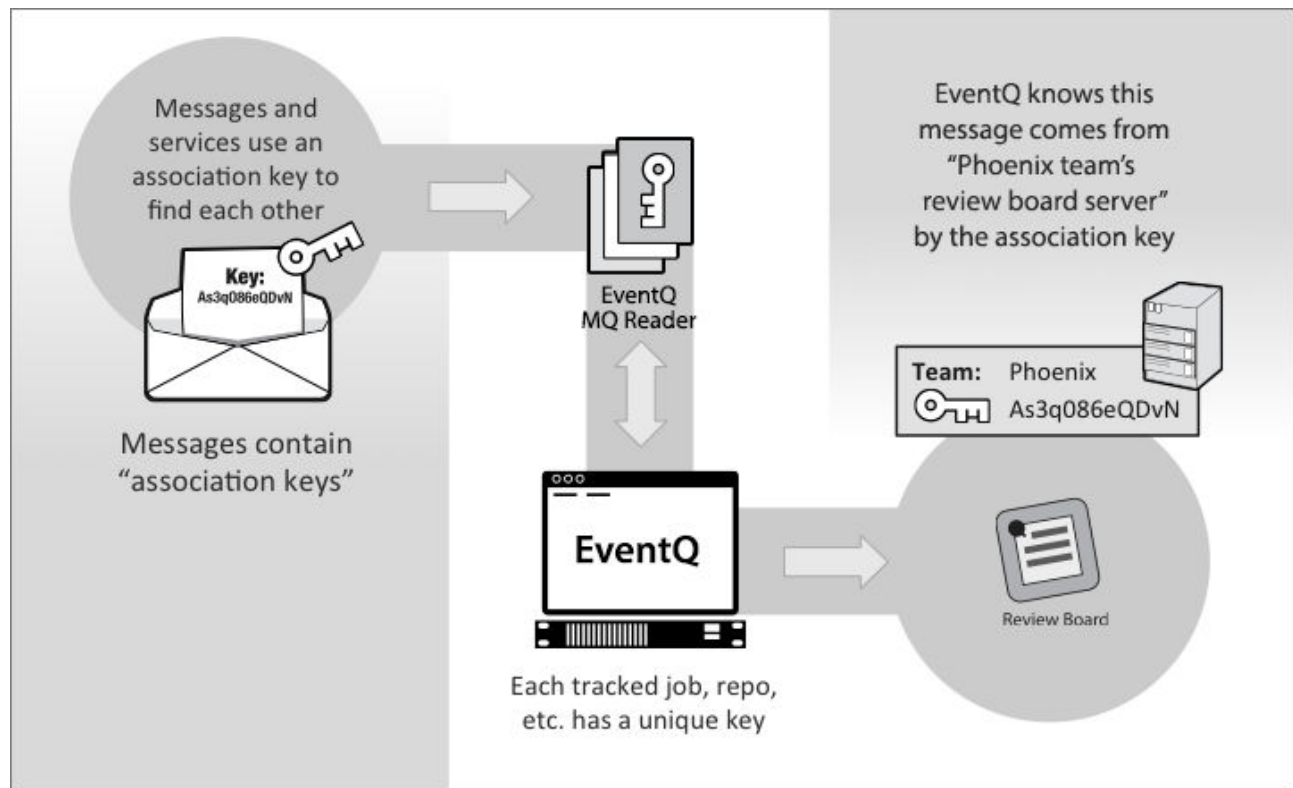 Messages and
services use an
association key to
find each other
Key:
As3q086eQDvN
Messages contain
“association keys”
EventQ
MQ Reader
EventQ
Each tracked job, repo,
etc. has a unique key
EventQ knows this
message comes from
“Phoenix team’s
review board server”
by the association key
Team: Phoenix
As3q086eQDvN
Review Board